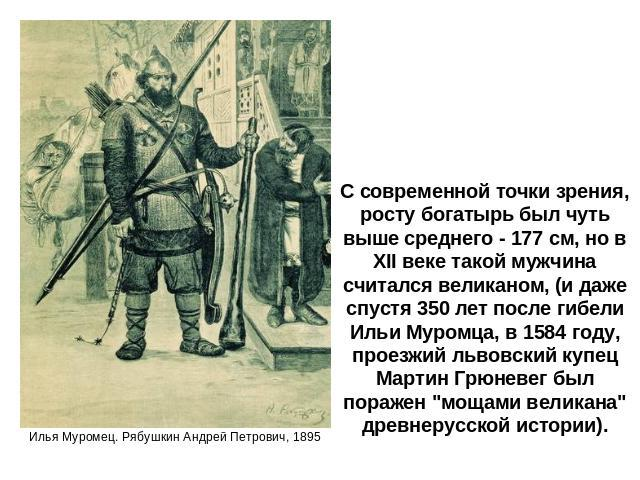 С современной точки зрения,
росту богатырь был чуть
выше среднего - 177 см, но в
XII веке такой мужчина
считался великаном, (и даже
спустя 350 лет после гибели
Ильи Муромца, в 1584 году,
проезжий львовский купец
Мартин Грюневег был
поражен "мощами великана"
древнерусской истории).
Илья Муромец. Рябушкин Андрей Петрович, 1895